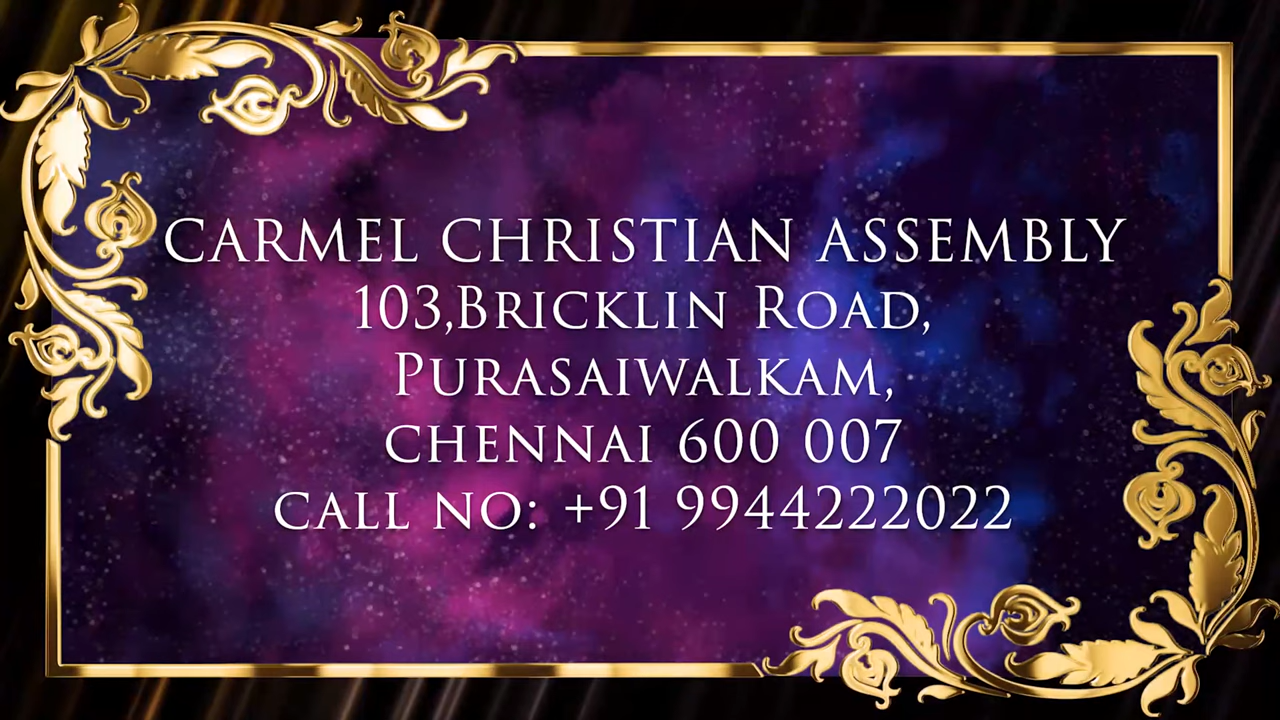 CARMEL CHRISTIAN ASSEMBLY
103,BRICKLIN ROAD,
PURASAIWALKAM,
CHENNAI 600 007
CALL NO: +91 9944222022